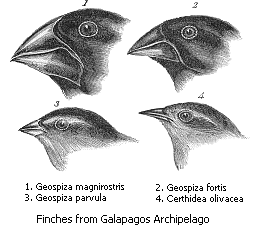 1
2
3
4
1. Geospiza magnirostris 2. Geospiza fortis
3. Geospiza parvula 4. Certhidea olivacea
Finches from Galapagos Archipelago